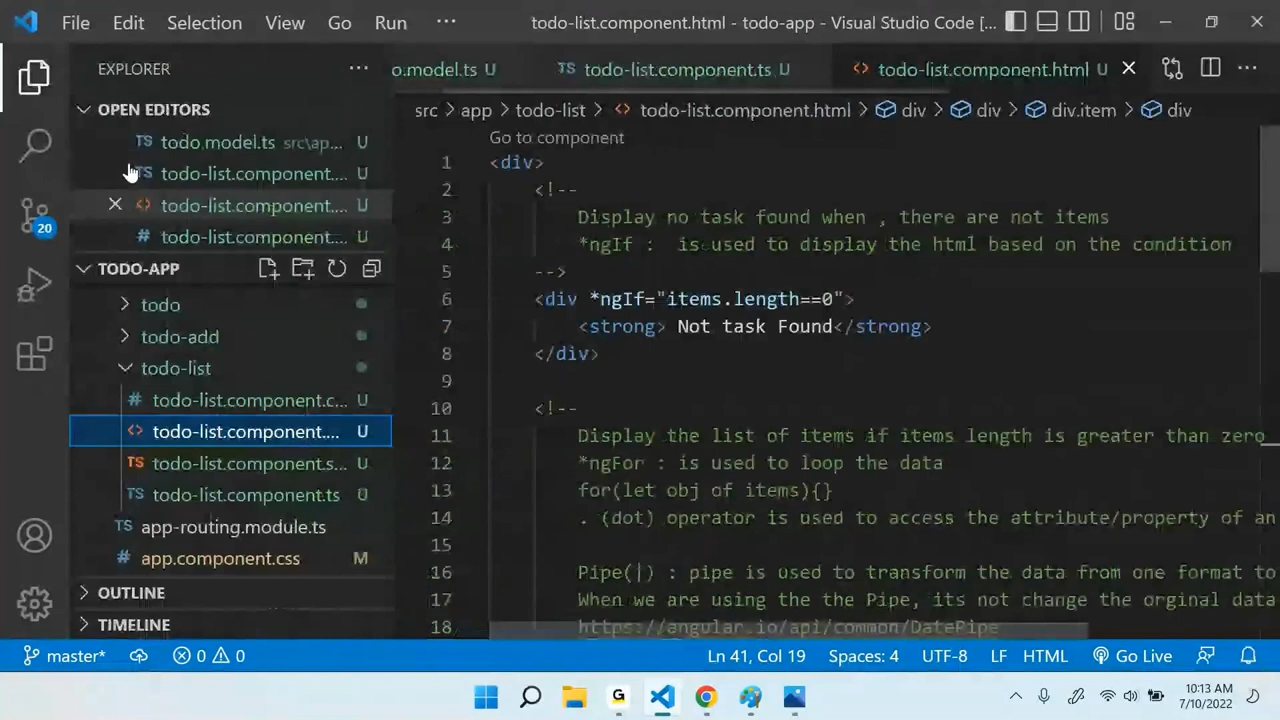 File Edit Selection View Go Run ··· todo-list.component.html - todo-app - Visual Studio Code [...
EXPLORER ···
OPEN EDITORS
TS todo.model.ts src\ap... U
TS todo-list.component.... U
<> todo-list.component.... U
# todo-list.component.... U
TODO-APP
todo
todo-add
todo-list
# todo-list.component.c... U
<> todo-list.component.... U
TS todo-list.component.s... U
TS todo-list.component.ts U
TS app-routing.module.ts
# app.component.css M
OUTLINE
TIMELINE
20
o.model.ts U TS todo-list.component.ts U <> todo-list.component.html U ···
src > app > todo-list > <> todo-list.component.html > div > div > div.item > div
Go to component
1 <div>
2 <!--
3 Display no task found when , there are not items
4 *ngIf : is used to display the html based on the condition
5 -->
6 <div *ngIf="items.length==0">
7 <strong> Not task Found</strong>
8 </div>
9
10 <!--
11 Display the list of items if items length is greater than zero
12 *ngFor : is used to loop the data
13 for(let obj of items){}
14 . (dot) operator is used to access the attribute/property of an
15
16 Pipe(|) : pipe is used to transform the data from one format to
17 When we are using the the Pipe, its not change the orginal data
18 https://angular.io/api/common/DatePipe
master* 0 0 Ln 41, Col 19 Spaces: 4 UTF-8 LF HTML Go Live
G
10:13 AM
7/10/2022